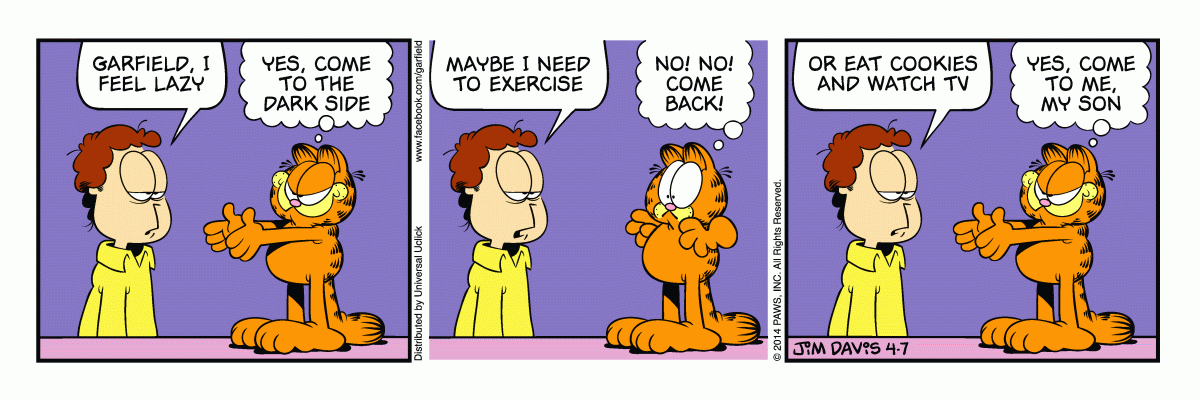 GARFIELD, I
FEEL LAZY
YES, COME
TO THE
DARK SIDE
www.facebook.com/garfield
Distributed by Universal Uclick
MAYBE I NEED
TO EXERCISE
NO! NO!
COME
BACK!
© 2014 PAWS, INC. All Rights Reserved.
OR EAT COOKIES
AND WATCH TV
YES, COME
TO ME,
MY SON
JIM DAVIS 4-7